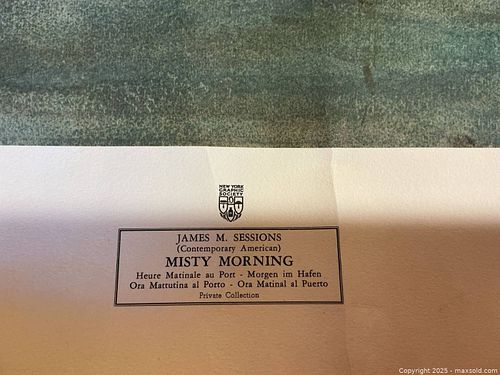 NEW YORK
GRAPHIC
SOCIETY
JAMES M. SESSIONS
(Contemporary American)
MISTY MORNING
Heure Matinale au Port - Morgen im Hafen
Ora Mattutina al Porto - Ora Matinal al Puerto
Private Collection
Copyright 2025 - maxsold.com